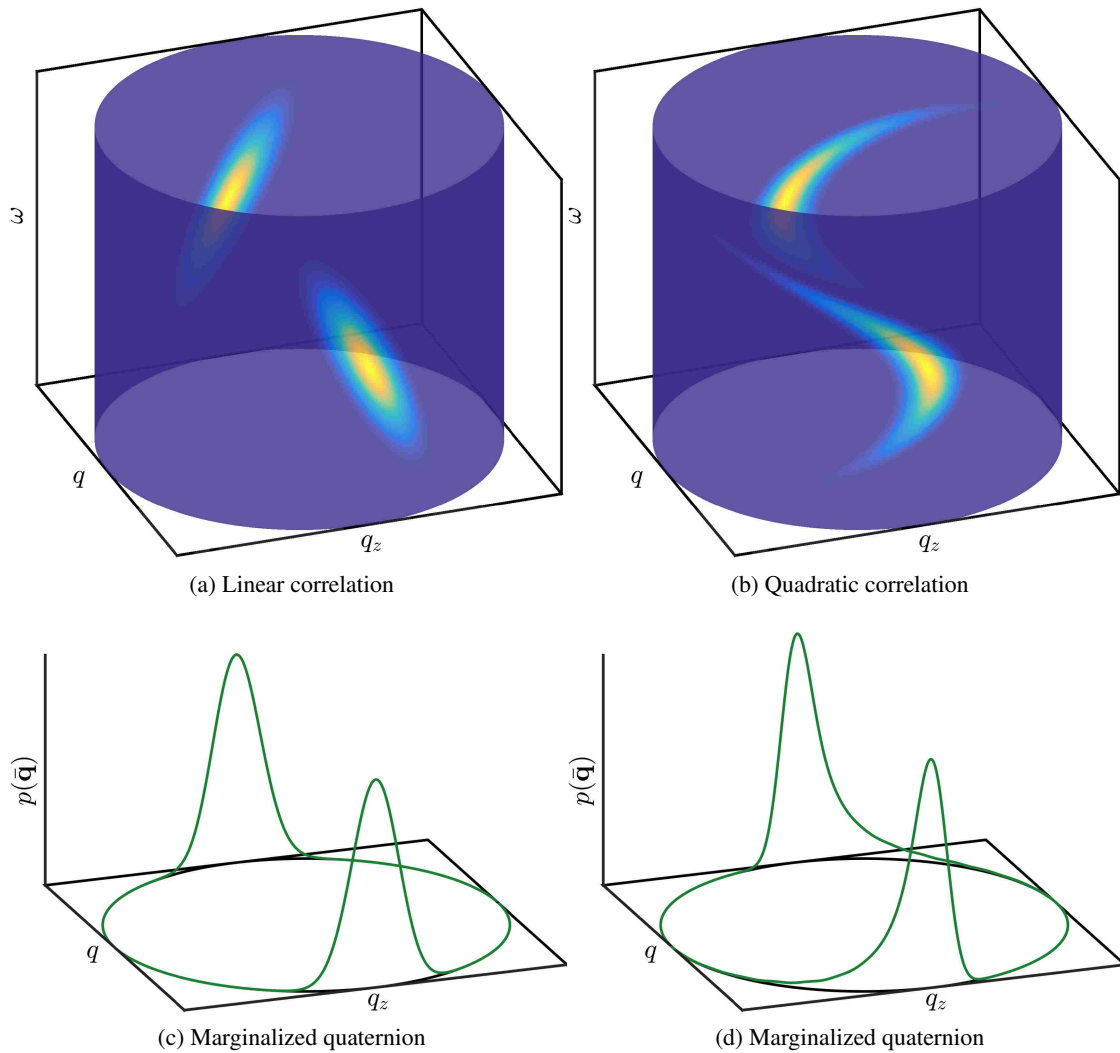 ω
q
q_z
(a) Linear correlation
ω
q
q_z
(b) Quadratic correlation
p(q̄)
q
q_z
(c) Marginalized quaternion
p(q̄)
q
q_z
(d) Marginalized quaternion